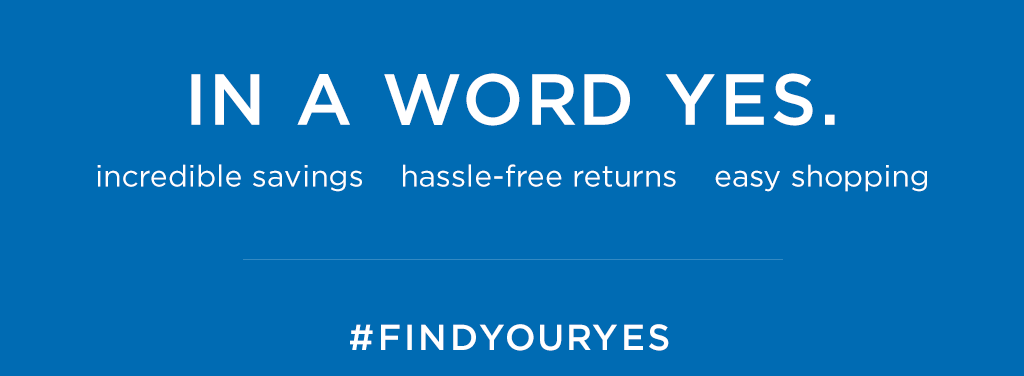 IN A WORD YES.
incredible savings hassle-free returns easy shopping
#FINDYOURYES